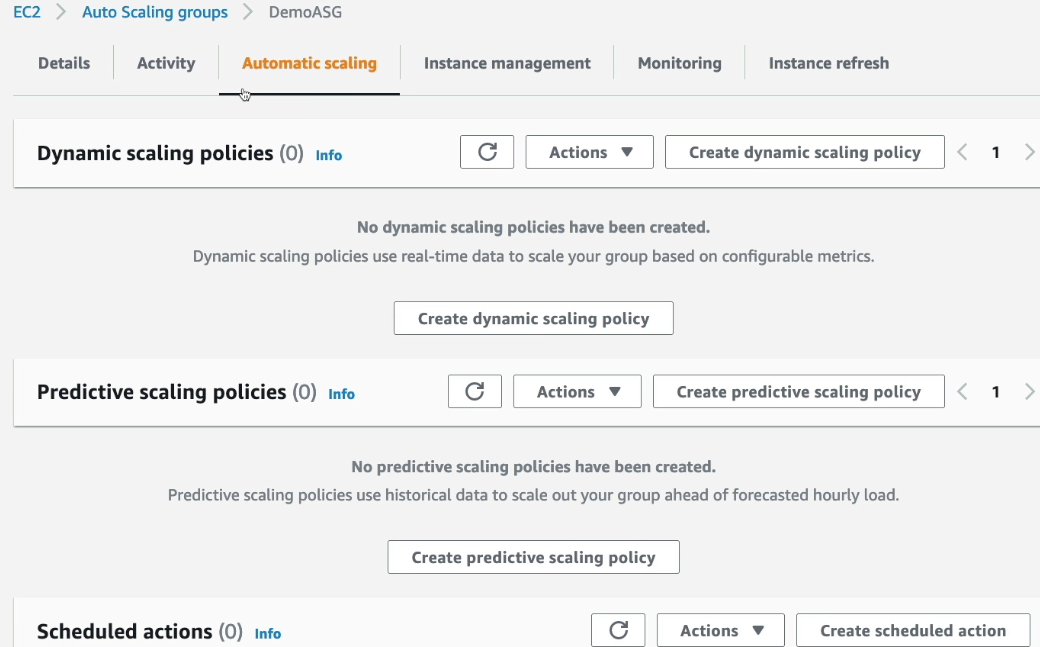 EC2 > Auto Scaling groups > DemoASG
Details Activity Automatic scaling Instance management Monitoring Instance refresh
Dynamic scaling policies (0) Info Actions ▼ Create dynamic scaling policy < 1 >
No dynamic scaling policies have been created.
Dynamic scaling policies use real-time data to scale your group based on configurable metrics.
Create dynamic scaling policy
Predictive scaling policies (0) Info Actions ▼ Create predictive scaling policy < 1 >
No predictive scaling policies have been created.
Predictive scaling policies use historical data to scale out your group ahead of forecasted hourly load.
Create predictive scaling policy
Scheduled actions (0) Info Actions ▼ Create scheduled action